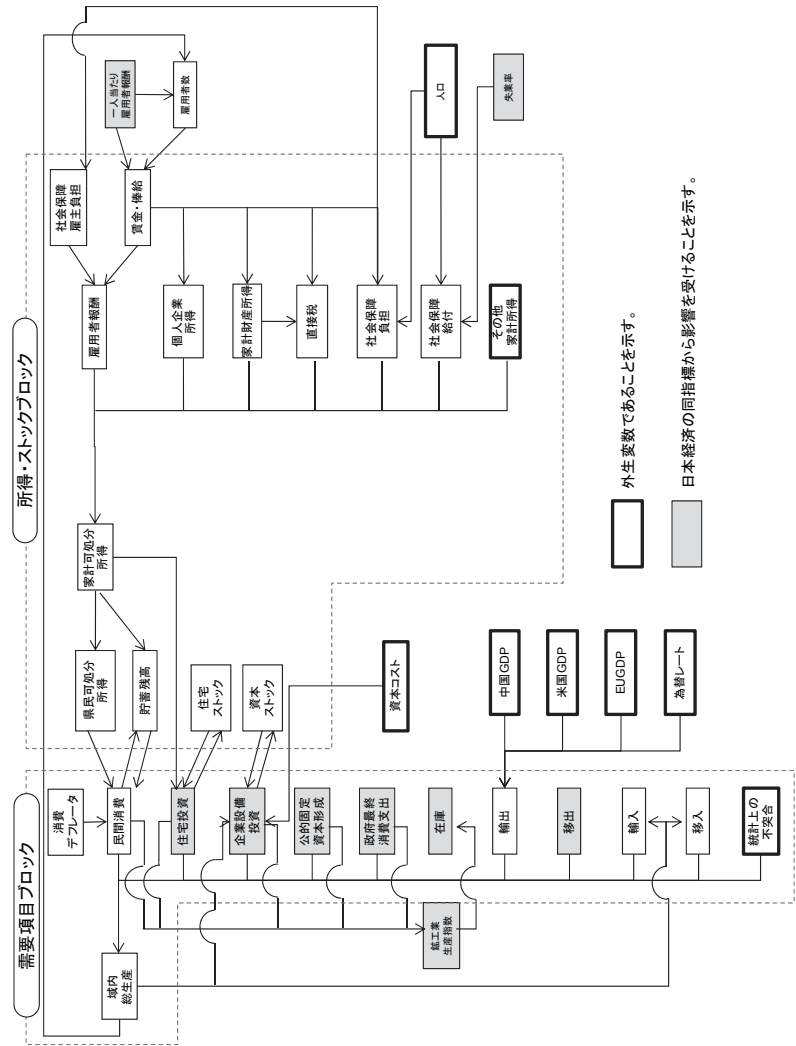 需要項目ブロック
所得・ストックブロック
域内
総生産
消費
デフレータ
民間消費
住宅投資
企業設備
投資
公的固定
資本形成
政府最終
消費支出
在庫
輸出
移出
輸入
移入
統計上の
不突合
鉱工業
生産指数
県民可処分
所得
貯蓄残高
住宅
ストック
資本
ストック
資本コスト
中国GDP
米国GDP
EUGDP
為替レート
家計可処分
所得
雇用者報酬
個人企業
所得
家計財産所得
直接税
社会保障
負担
社会保障
給付
その他
家計所得
社会保障
雇主負担
賃金・俸給
一人当たり
雇用者報酬
雇用者数
人口
失業率
外生変数であることを示す。
日本経済の同指標から影響を受けることを示す。